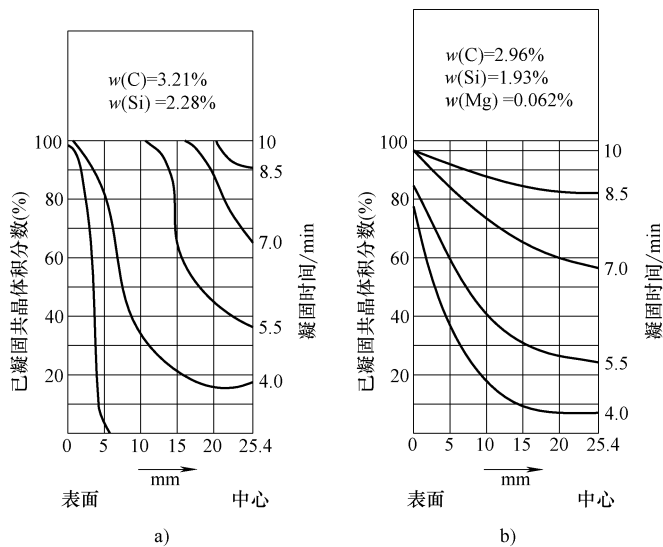 w(C)=3.21%
w(Si) =2.28%
100
80
60
40
20
已凝固共晶体积分数(%)
10
8.5
7.0
5.5
4.0
凝固时间/min
0 5 10 15 20 25.4
mm
表面 中心
a)
w(C)=2.96%
w(Si)=1.93%
w(Mg)=0.062%
100
80
60
40
20
已凝固共晶体积分数(%)
10
8.5
7.0
5.5
4.0
凝固时间/min
0 5 10 15 20 25.4
mm
表面 中心
b)